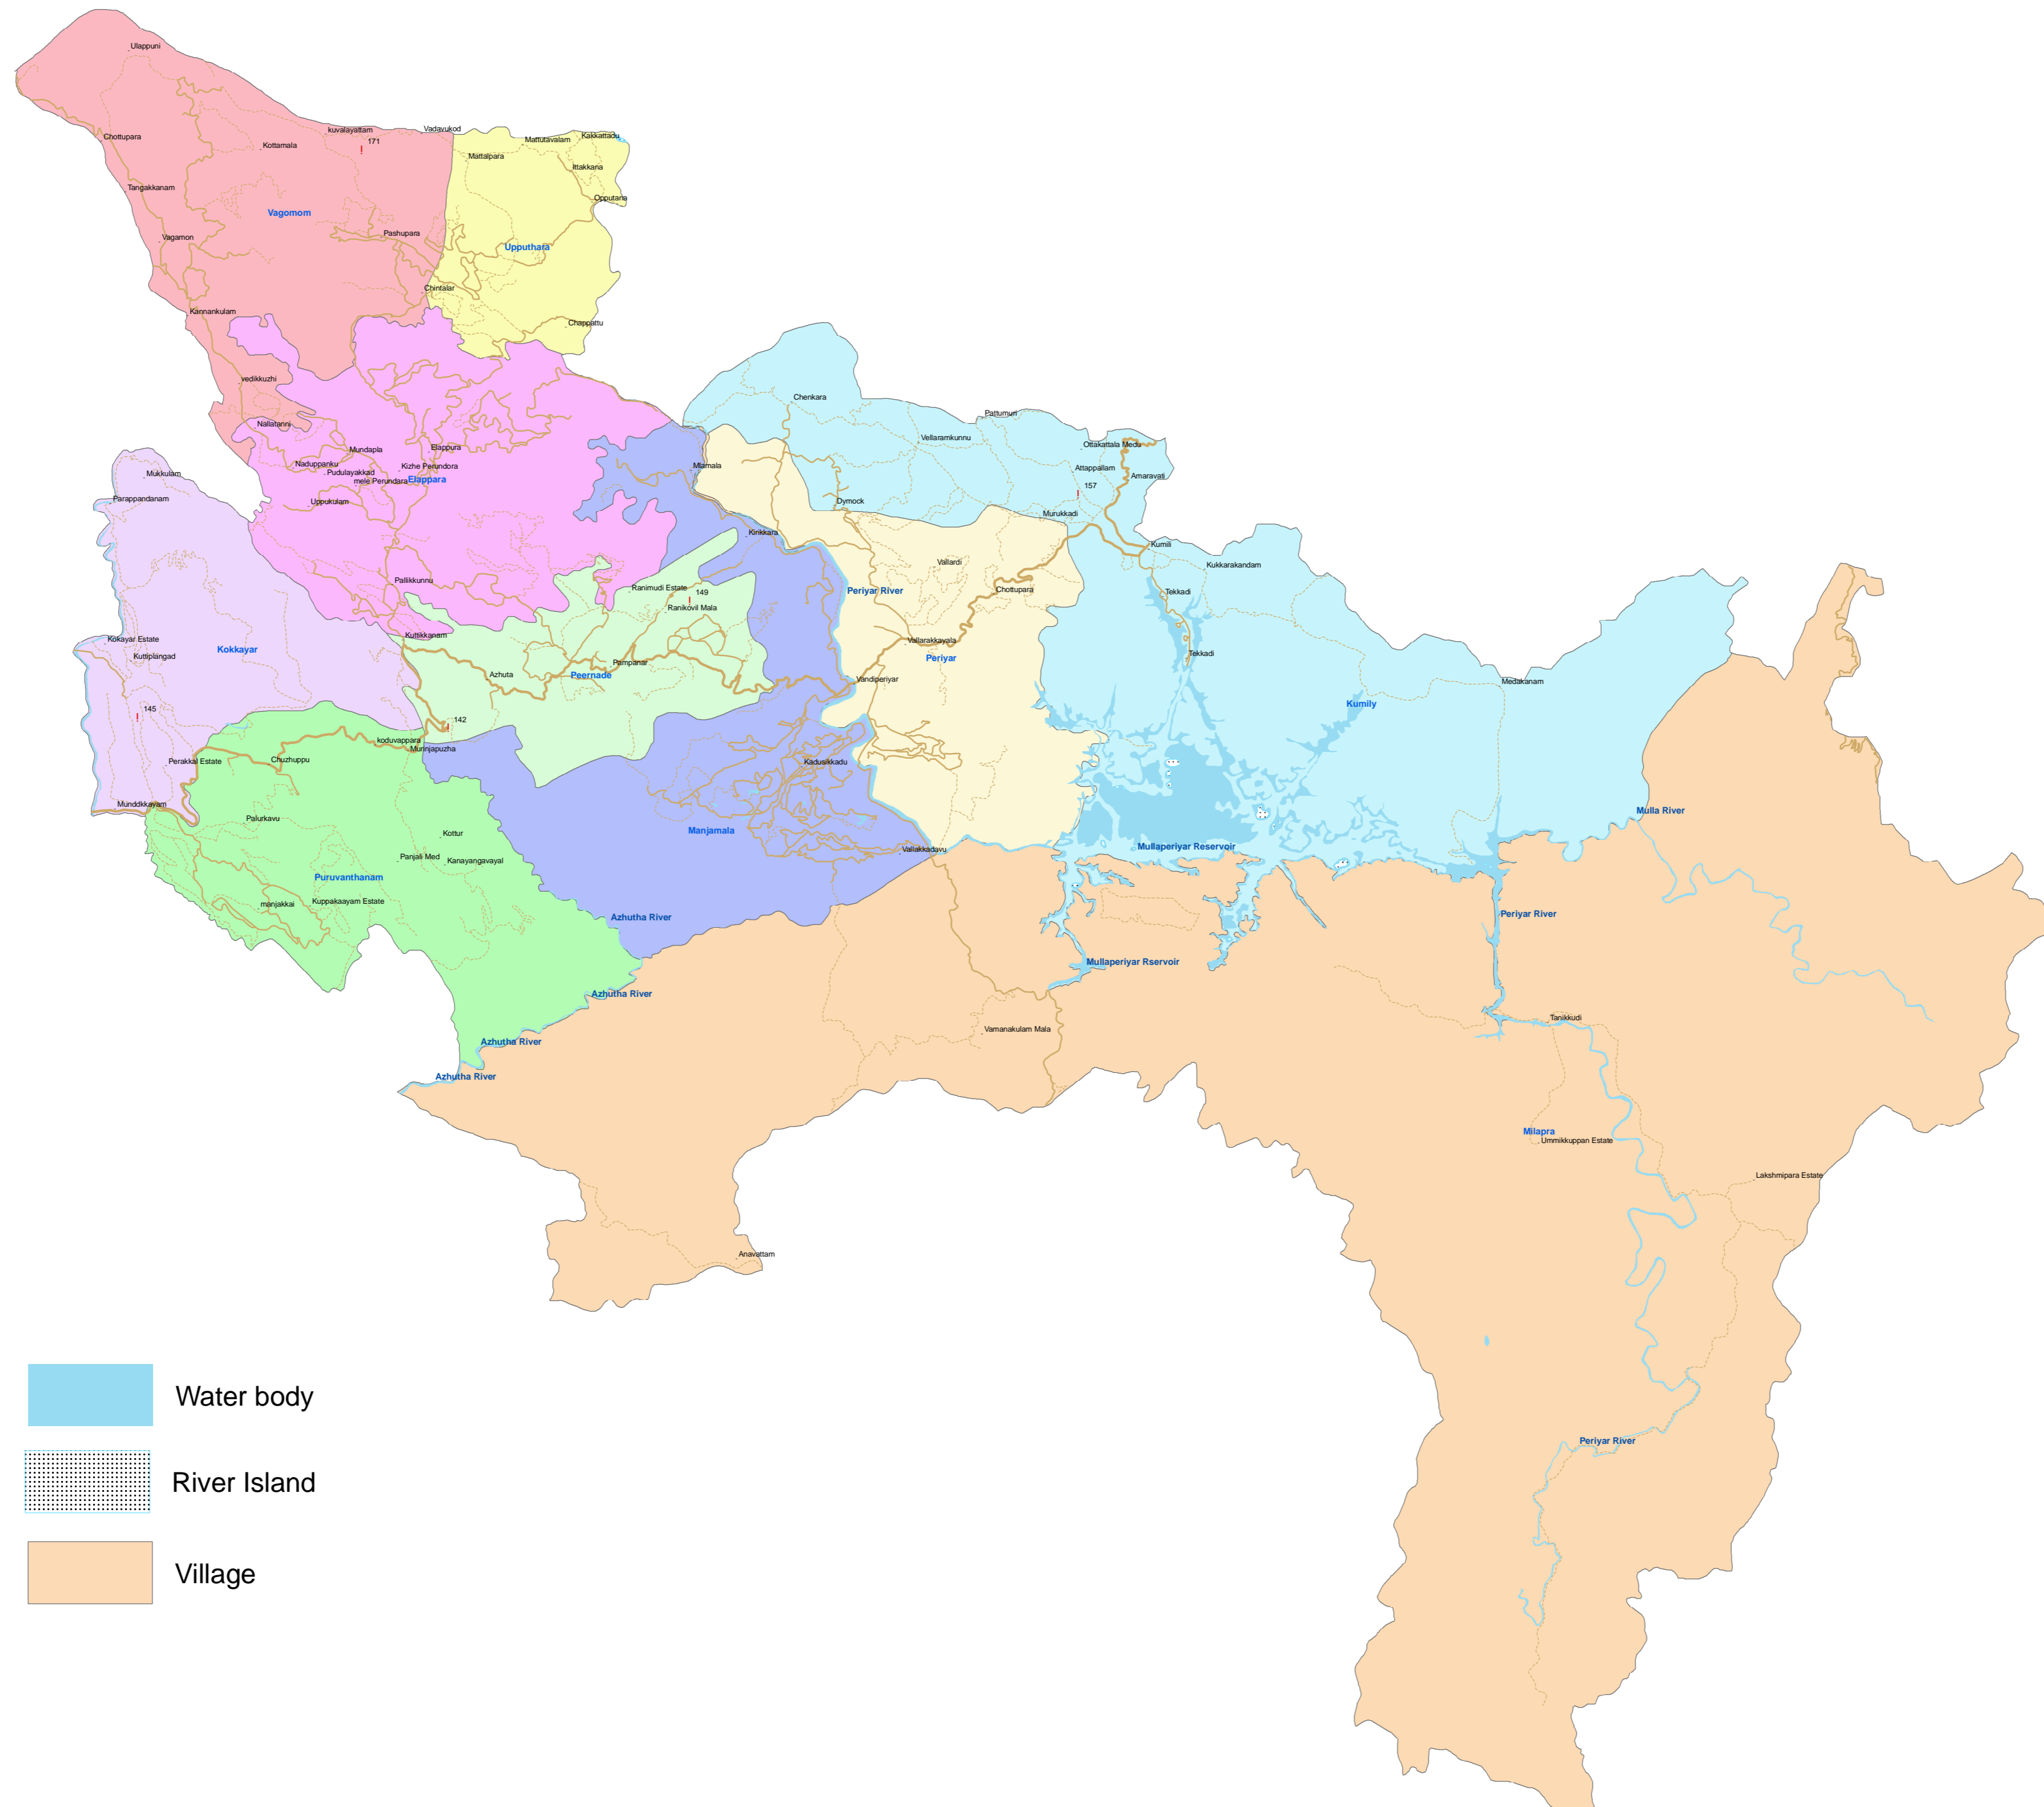 Ulappuni
kuvalayattam
Vadavukod
171
Chottupara
Kottamala
Mattalpara
Mattutavalam
Kakkattadu
Ittakkana
Tangakkanam
Opputana
Vagomom
Vagamon
Pashupara
Upputhara
Chintalar
Kannankulam
Chappattu
vedikkuzhi
Chenkara
Pattumuri
Nallatanni
Vellaramkunnu
Ottakattala Medu
Mundapla
Elappura
Naduppanku
Kizhe Perundora
Mlamala
Attappallam
Pudulayakkad
Amaravati
mele Perundara
Elappara
157
Mukkulam
Parappandanam
Uppukulam
Dymock
Murukkadi
Kirikkara
Kumili
Vallardi
Kukkarakandam
Pallikkunnu
Ranimudi Estate
149
Periyar River
Chottupara
Tekkadi
Ranikovil Mala
Kokayar Estate
Kuttikkanam
Vallarakkayala
Kokkayar
Kuttiplangad
Pampanar
Periyar
Tekkadi
Azhuta
Peernade
Vandiperiyar
Medakanam
Kumily
145
142
koduvappara
Murinjapuzha
Perakkal Estate
Chuzhuppu
Kadusikkadu
Munddkkayam
Mulla River
Palurkavu
Manjamala
Kottur
Vallakkadavu
Mullaperiyar Reservoir
Panjali Med
Kanayangavayal
Puruvanthanam
manjakkai
Kuppakaayam Estate
Azhutha River
Periyar River
Mullaperiyar Rservoir
Azhutha River
Tanikkudi
Vamanakulam Mala
Azhutha River
Azhutha River
Milapra
Ummikkuppan Estate
Lakshmipara Estate
Anavattam
Water body
Periyar River
River Island
Village